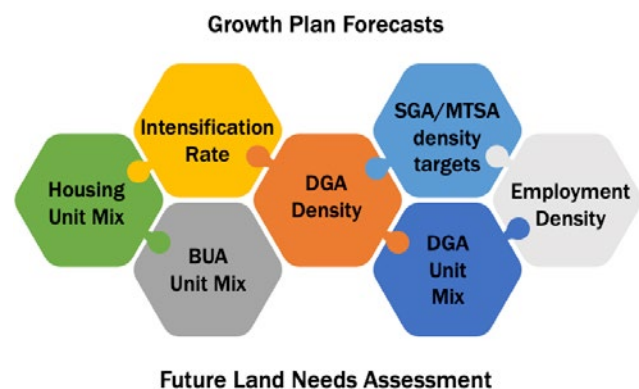 Growth Plan Forecasts
Intensification
Rate
SGA/MTSA
density
targets
Housing
Unit Mix
DGA
Density
Employment
Density
BUA
Unit Mix
DGA
Unit
Mix
Future Land Needs Assessment